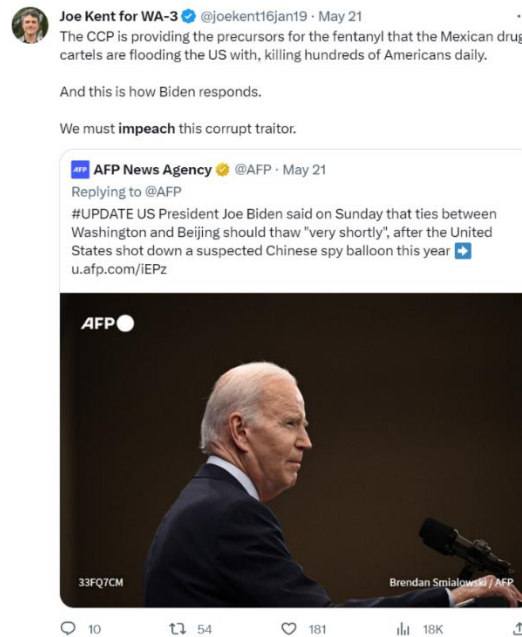 Joe Kent for WA-3 @joekent16jan19 · May 21
The CCP is providing the precursors for the fentanyl that the Mexican drug
cartels are flooding the US with, killing hundreds of Americans daily.
And this is how Biden responds.
We must impeach this corrupt traitor.
AFP AFP News Agency @AFP · May 21
Replying to @AFP
#UPDATE US President Joe Biden said on Sunday that ties between
Washington and Beijing should thaw "very shortly", after the United
States shot down a suspected Chinese spy balloon this year ➡️
u.afp.com/iEPz
AFP
33FQ7CM
Brendan Smialowski / AFP
10 54 181 18K